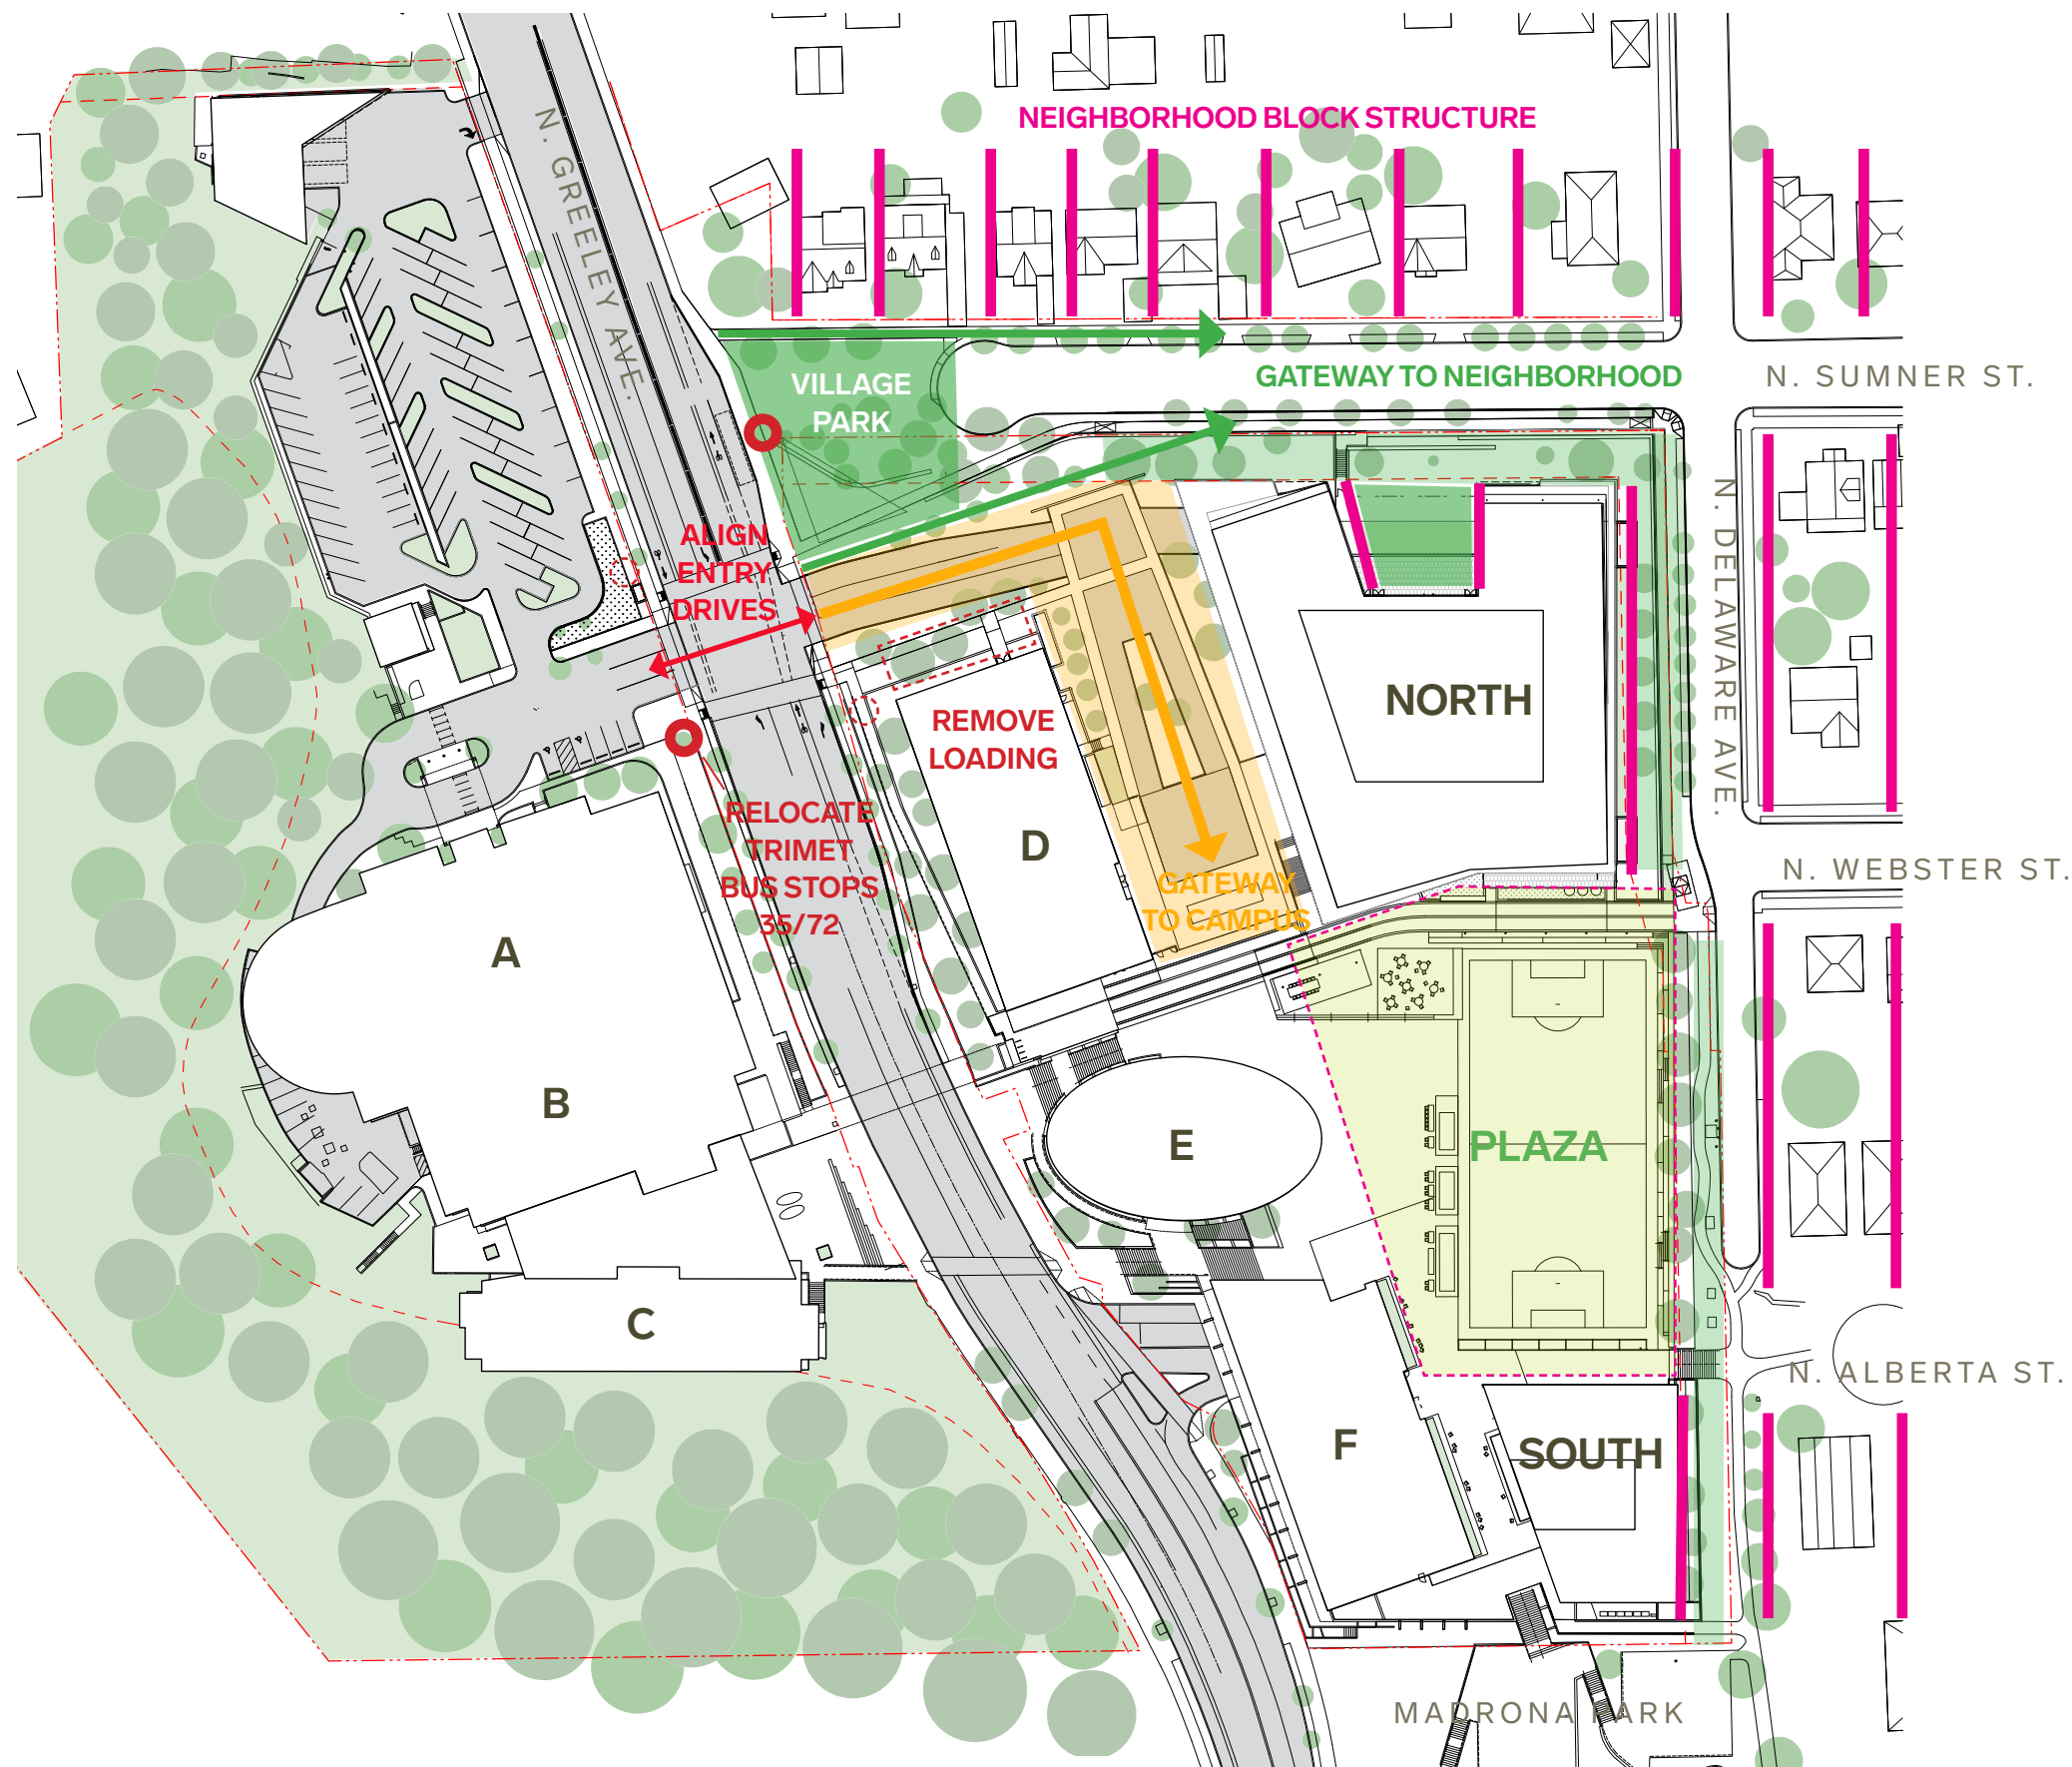 NEIGHBORHOOD BLOCK STRUCTURE
N. GREELEY AVE.
VILLAGE
PARK
GATEWAY TO NEIGHBORHOOD
N. SUMNER ST.
ALIGN
ENTRY
DRIVES
N. DELAWARE AVE.
NORTH
REMOVE
LOADING
D
RELOCATE
TRIMET
BUS STOPS
35/72
GATEWAY
TO CAMPUS
N. WEBSTER ST.
A
B
E
PLAZA
C
N. ALBERTA ST.
F
SOUTH
MADRONA PARK